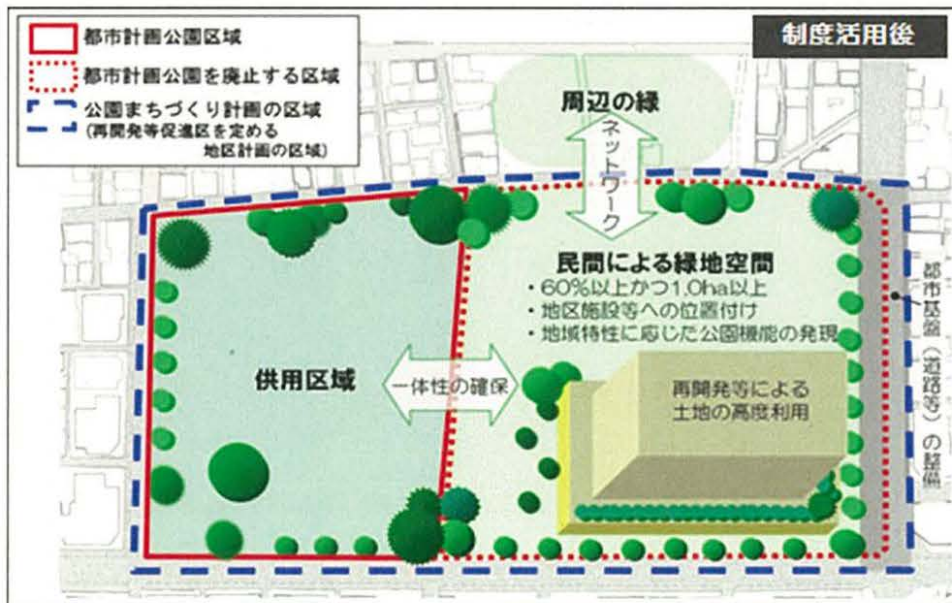 制度活用後
都市計画公園区域
都市計画公園を廃止する区域
公園まちづくり計画の区域
(再開発等促進区を定める
地区計画の区域)
周辺の緑
ネットワーク
民間による緑地空間
・60%以上かつ1.0ha以上
・地区施設等への位置付け
・地域特性に応じた公園機能の発現
供用区域
一体性の確保
再開発等による
土地の高度利用
都市基盤(道路等)の整備